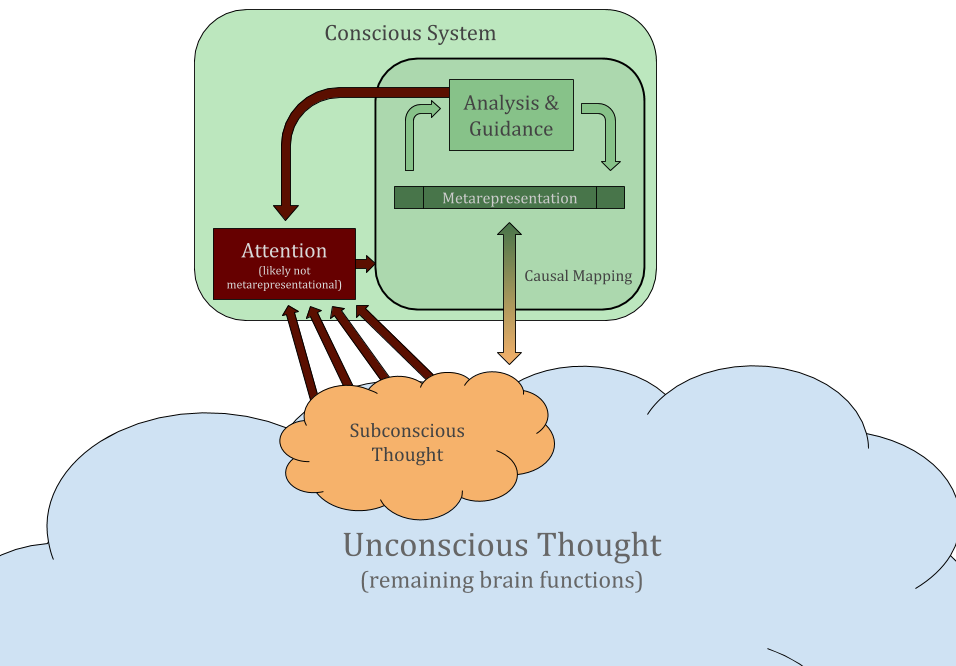 Conscious System
Analysis &
Guidance
Metarepresentation
Attention
(likely not
metarepresentational)
Causal Mapping
Subconscious
Thought
Unconscious Thought
(remaining brain functions)